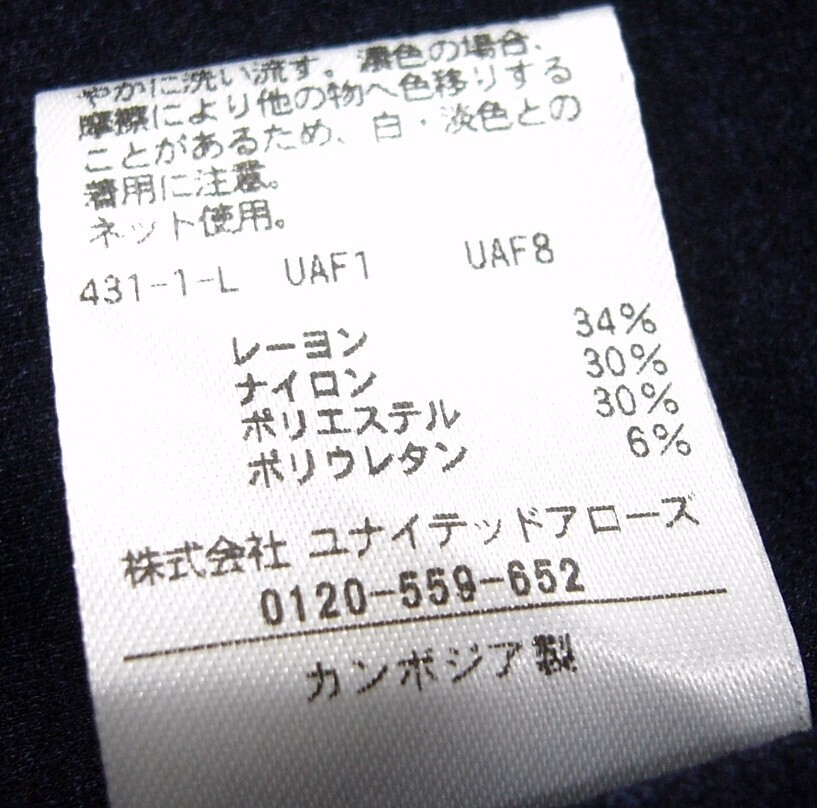 やかに洗い流す。濃色の場合、
摩擦により他の物へ色移りする
ことがあるため、白・淡色との
着用に注意。
ネット使用。
431-1-L UAF1 UAF8
レーヨン 34%
ナイロン 30%
ポリエステル 30%
ポリウレタン 6%
株式会社 ユナイテッドアローズ
0120-559-652
カンボジア製